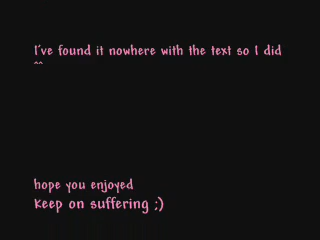 I've found it nowhere with the text so I did
^^
hope you enjoyed
Keep on suffering ;)